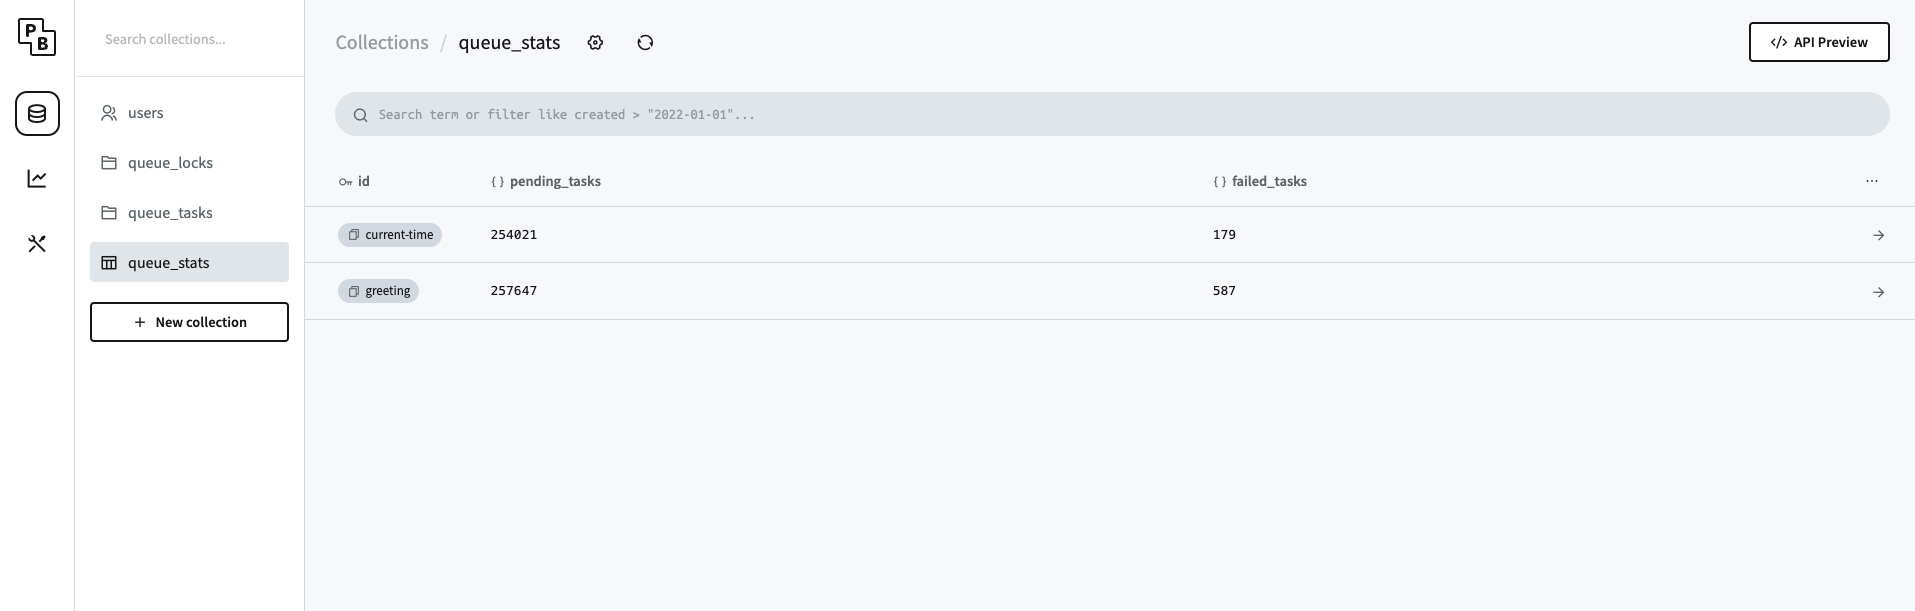 PB
Search collections...
users
queue_locks
queue_tasks
queue_stats
+ New collection
Collections / queue_stats
</> API Preview
Search term or filter like created > "2022-01-01"...
id {} pending_tasks {} failed_tasks ...
current-time 254021 179
greeting 257647 587